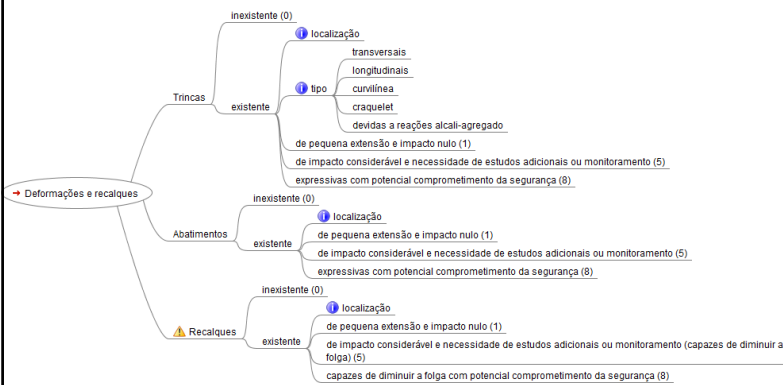 inexistente (0)
localização
transversais
longitudinais
tipo
curvilínea
Trincas
existente
craquelet
devidas a reações alcali-agregado
de pequena extensão e impacto nulo (1)
de impacto considerável e necessidade de estudos adicionais ou monitoramento (5)
expressivas com potencial comprometimento da segurança (8)
Deformações e recalques
inexistente (0)
localização
Abatimentos
existente
de pequena extensão e impacto nulo (1)
de impacto considerável e necessidade de estudos adicionais ou monitoramento (5)
expressivas com potencial comprometimento da segurança (8)
inexistente (0)
localização
Recalques
existente
de pequena extensão e impacto nulo (1)
de impacto considerável e necessidade de estudos adicionais ou monitoramento (capazes de diminuir a
folga) (5)
capazes de diminuir a folga com potencial comprometimento da segurança (8)